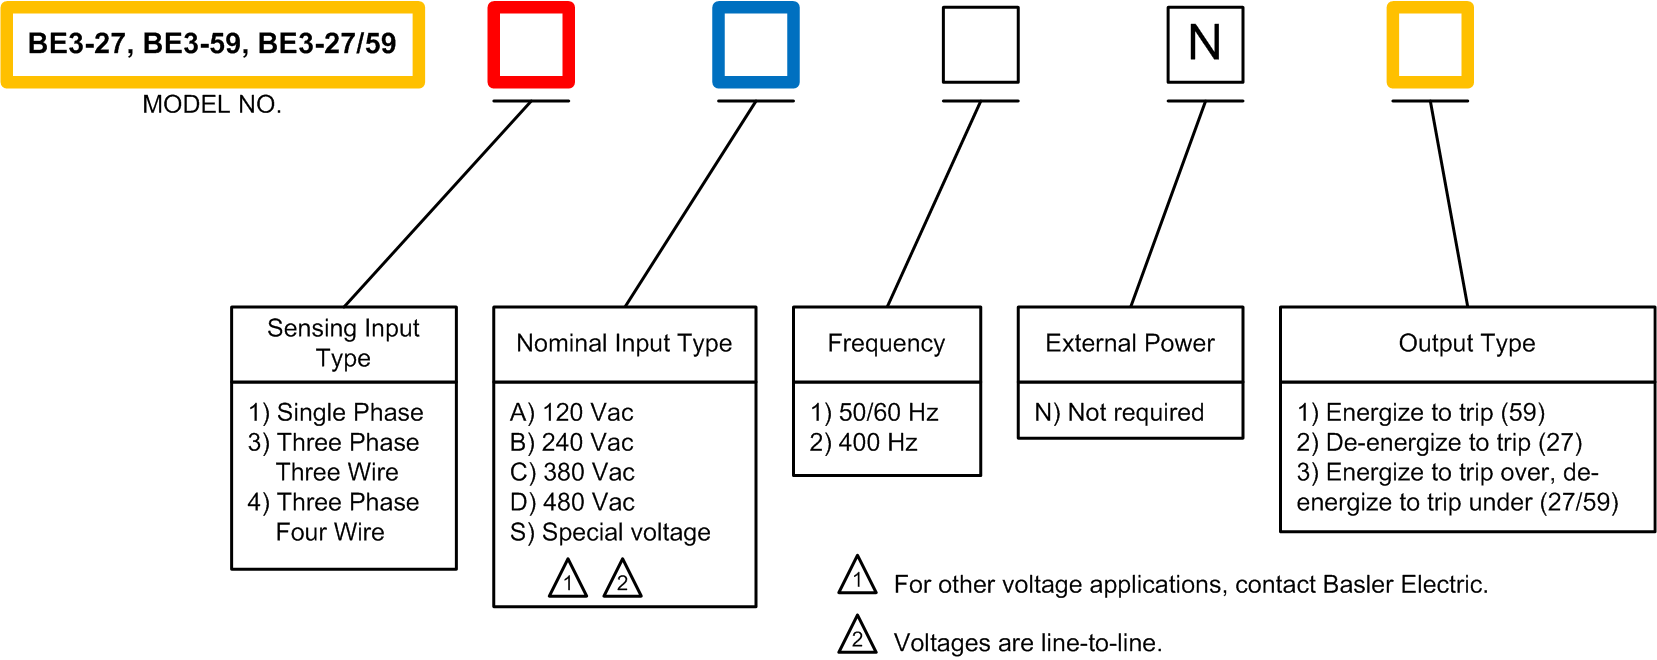 BE3-27, BE3-59, BE3-27/59
N
MODEL NO.
Sensing Input
Type
1) Single Phase
3) Three Phase
Three Wire
4) Three Phase
Four Wire
Nominal Input Type
A) 120 Vac
B) 240 Vac
C) 380 Vac
D) 480 Vac
S) Special voltage
1 2
Frequency
1) 50/60 Hz
2) 400 Hz
External Power
N) Not required
Output Type
1) Energize to trip (59)
2) De-energize to trip (27)
3) Energize to trip over, de-
energize to trip under (27/59)
1 For other voltage applications, contact Basler Electric.
2 Voltages are line-to-line.